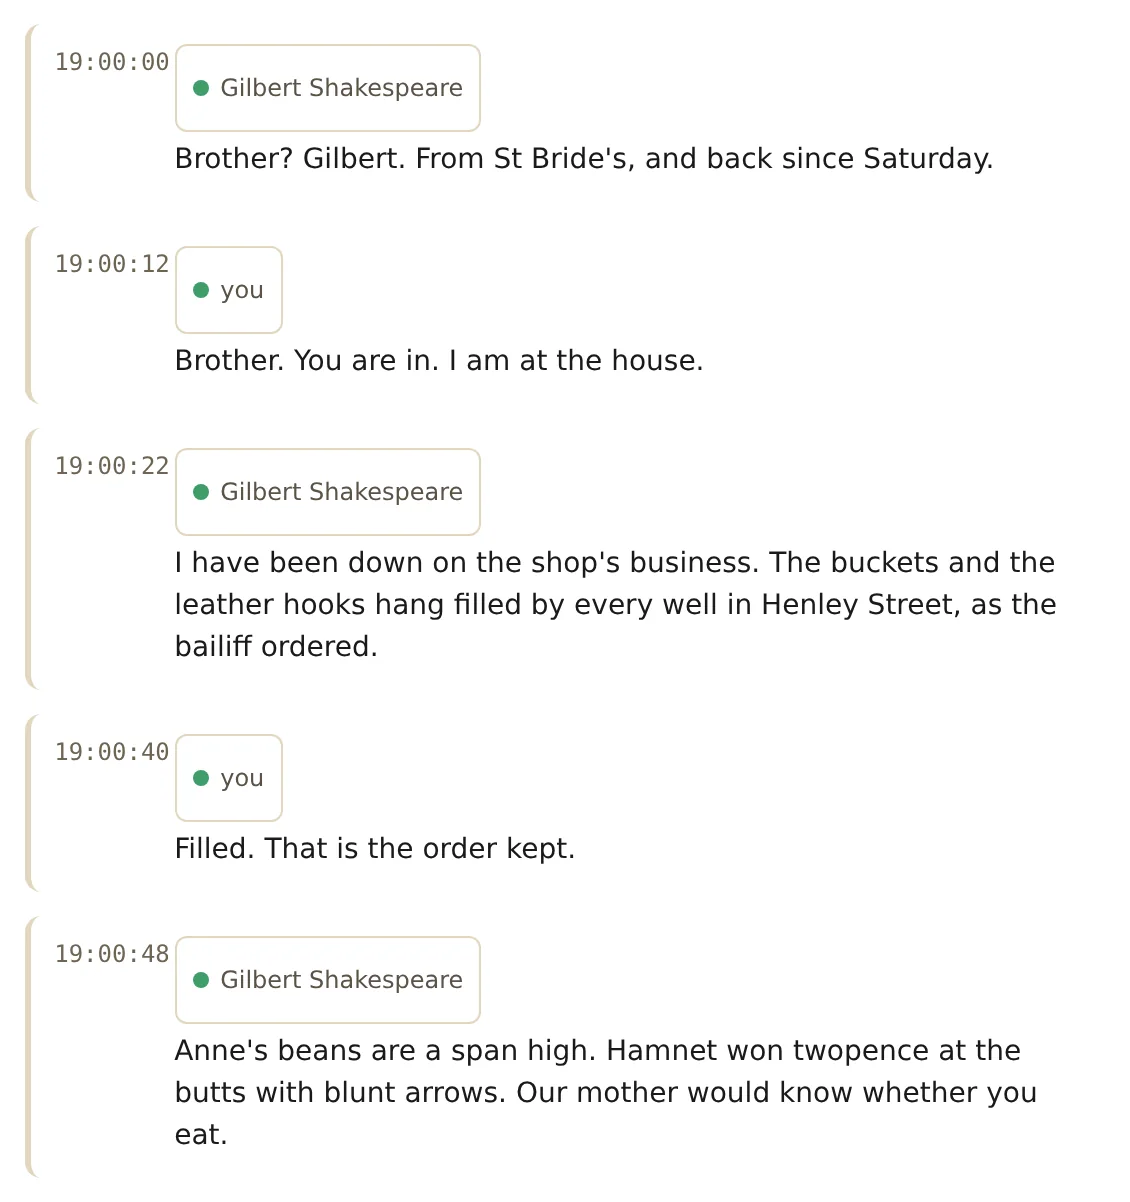 19:00:00
Gilbert Shakespeare
Brother? Gilbert. From St Bride's, and back since Saturday.
19:00:12
you
Brother. You are in. I am at the house.
19:00:22
Gilbert Shakespeare
I have been down on the shop's business. The buckets and the
leather hooks hang filled by every well in Henley Street, as the
bailiff ordered.
19:00:40
you
Filled. That is the order kept.
19:00:48
Gilbert Shakespeare
Anne's beans are a span high. Hamnet won twopence at the
butts with blunt arrows. Our mother would know whether you
eat.